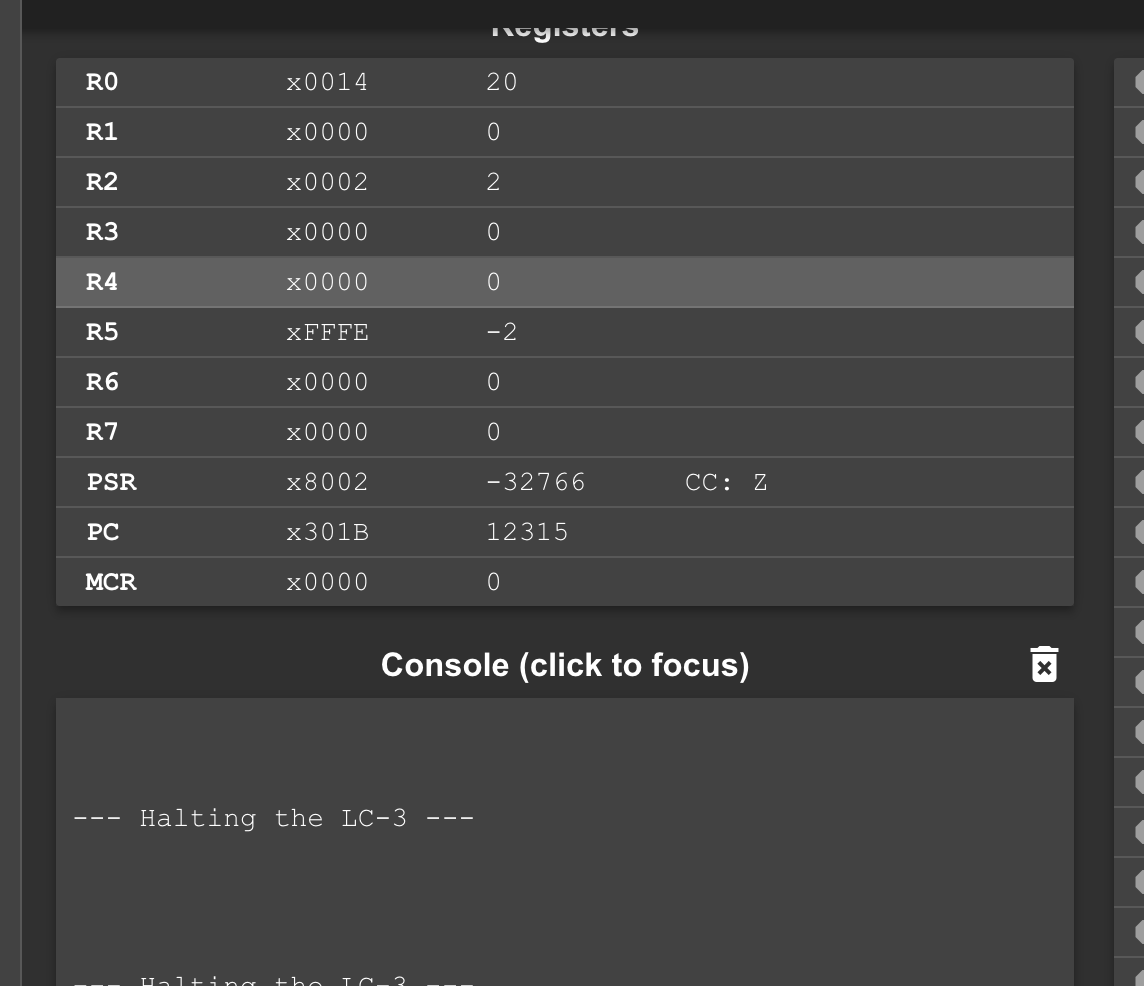 Registers
R0 x0014 20
R1 x0000 0
R2 x0002 2
R3 x0000 0
R4 x0000 0
R5 xFFFE -2
R6 x0000 0
R7 x0000 0
PSR x8002 -32766 CC: Z
PC x301B 12315
MCR x0000 0
Console (click to focus)
--- Halting the LC-3 ---
--- Halting the LC-3 ---